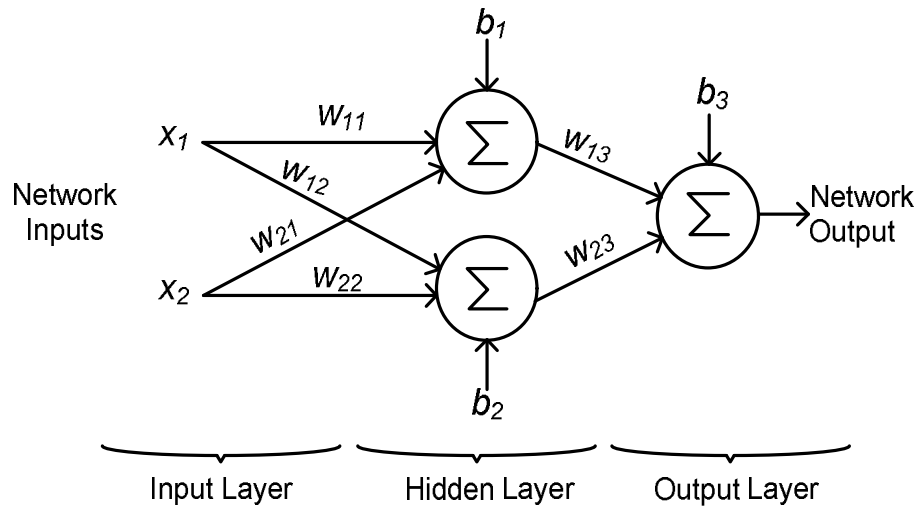 b1
b3
x1
w11
w13
w12
Network
Inputs
Σ
Σ
Network
Output
w21
w23
x2
w22
Σ
b2
Input Layer
Hidden Layer
Output Layer